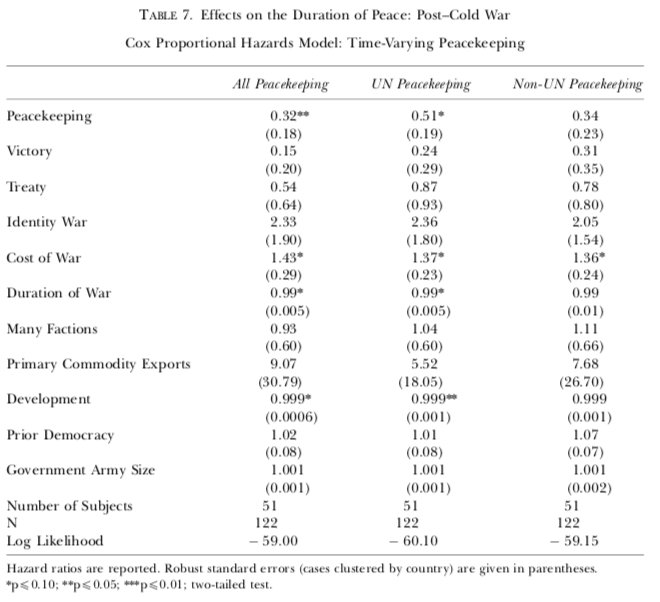 TABLE 7. Effects on the Duration of Peace: Post–Cold War
Cox Proportional Hazards Model: Time-Varying Peacekeeping
All Peacekeeping UN Peacekeeping Non-UN Peacekeeping
Peacekeeping 0.32** 0.51* 0.34
(0.18) (0.19) (0.23)
Victory 0.15 0.24 0.31
(0.20) (0.29) (0.35)
Treaty 0.54 0.87 0.78
(0.64) (0.93) (0.80)
Identity War 2.33 2.36 2.05
(1.90) (1.80) (1.54)
Cost of War 1.43* 1.37* 1.36*
(0.29) (0.23) (0.24)
Duration of War 0.99* 0.99* 0.99
(0.005) (0.005) (0.01)
Many Factions 0.93 1.04 1.11
(0.60) (0.60) (0.66)
Primary Commodity Exports 9.07 5.52 7.68
(30.79) (18.05) (26.70)
Development 0.999* 0.999** 0.999
(0.0006) (0.001) (0.001)
Prior Democracy 1.02 1.01 1.07
(0.08) (0.08) (0.07)
Government Army Size 1.001 1.001 1.001
(0.001) (0.001) (0.002)
Number of Subjects 51 51 51
N 122 122 122
Log Likelihood – 59.00 – 60.10 – 59.15
Hazard ratios are reported. Robust standard errors (cases clustered by country) are given in parentheses.
*p⩽0.10; **p⩽0.05; ***p⩽0.01; two-tailed test.